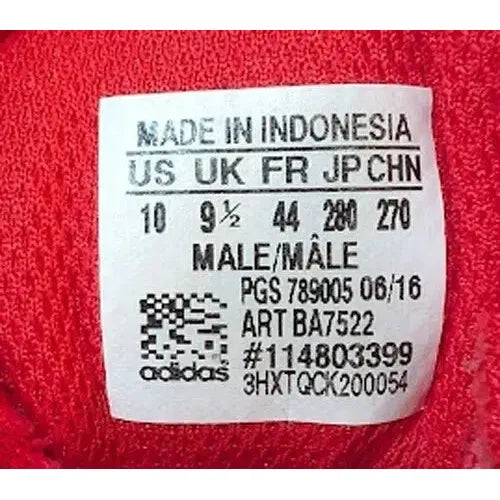 MADE IN INDONESIA
US UK FR JP CHN
10 9½ 44 280 270
MALE/MÂLE
PGS 789005 06/16
ART BA7522
#114803399
adidas 3HXTQCK200054